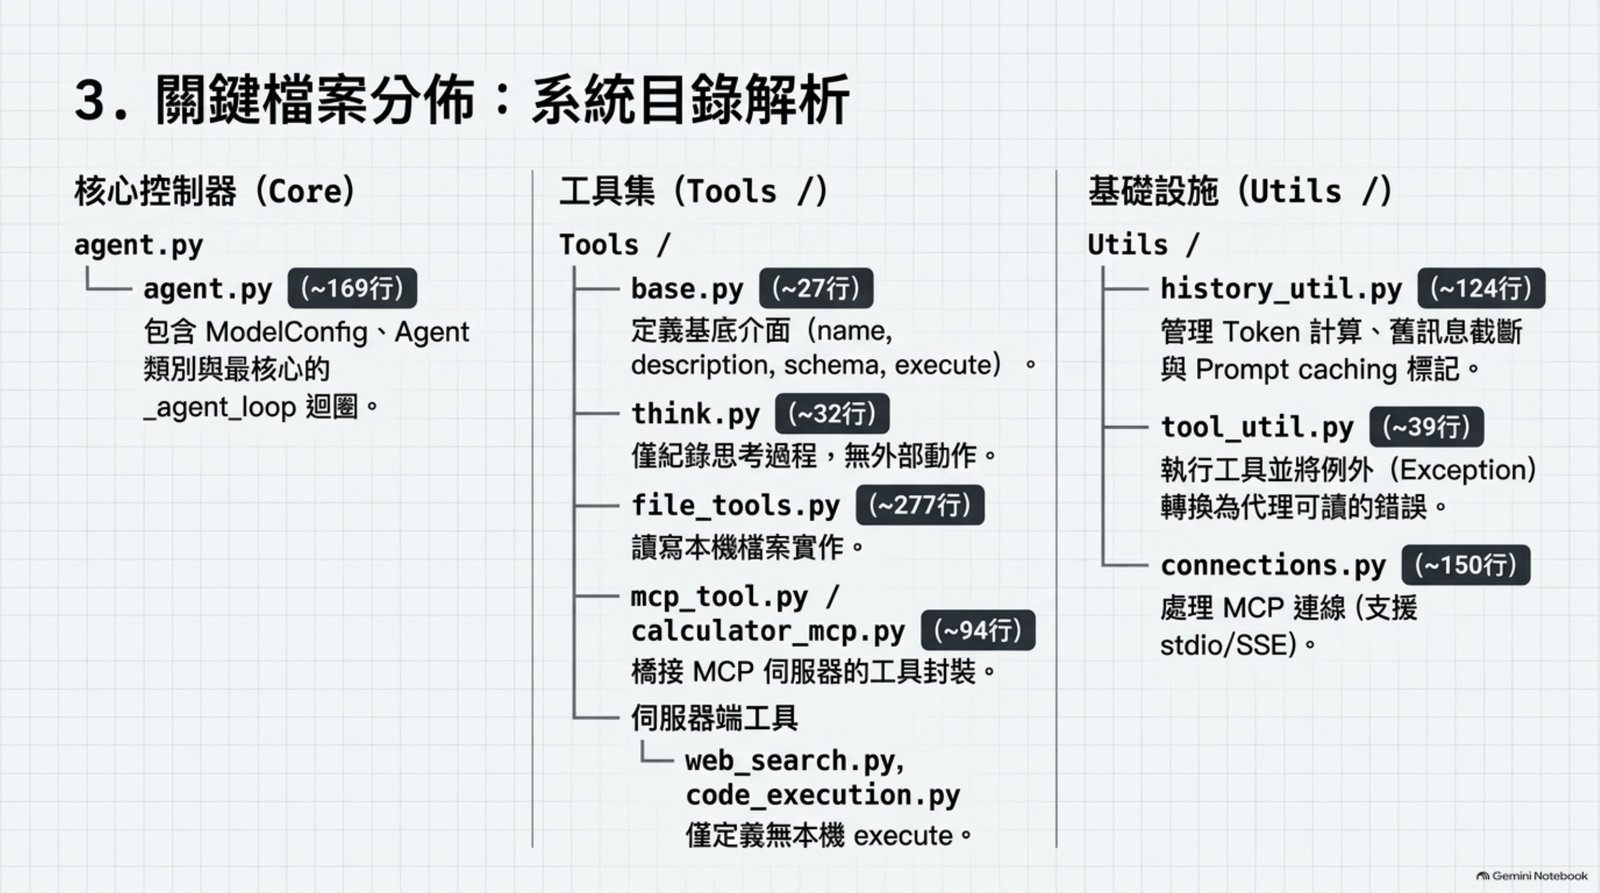 3. 關鍵檔案分佈：系統目錄解析
核心控制器（Core）
agent.py
agent.py (~169行)
包含 ModelConfig、Agent
類別與最核心的
_agent_loop 迴圈。
工具集（Tools /）
Tools /
base.py (~27行)
定義基底介面（name,
description, schema, execute）。
think.py (~32行)
僅紀錄思考過程，無外部動作。
file_tools.py (~277行)
讀寫本機檔案實作。
mcp_tool.py /
calculator_mcp.py (~94行)
橋接 MCP 伺服器的工具封裝。
伺服器端工具
web_search.py,
code_execution.py
僅定義無本機 execute。
基礎設施（Utils /）
Utils /
history_util.py (~124行)
管理 Token 計算、舊訊息截斷
與 Prompt caching 標記。
tool_util.py (~39行)
執行工具並將例外（Exception）
轉換為代理可讀的錯誤。
connections.py (~150行)
處理 MCP 連線 (支援
stdio/SSE)。
Gemini Notebook